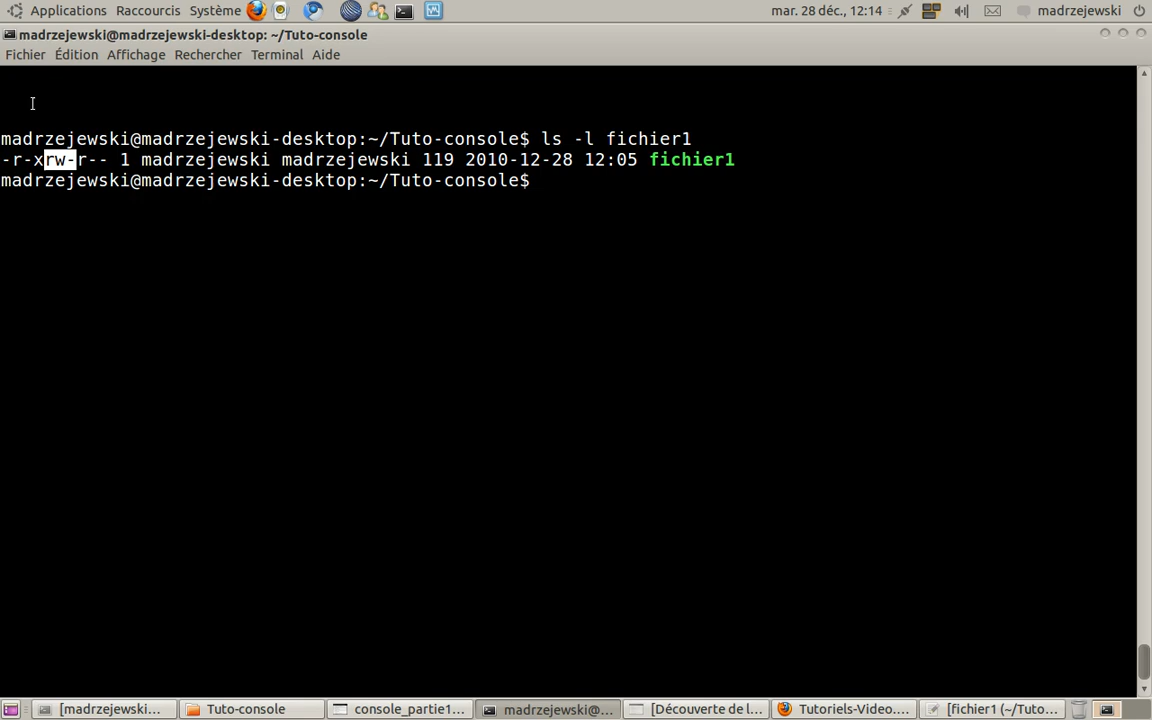 Applications Raccourcis Système mar. 28 déc., 12:14 madrzejewski
madrzejewski@madrzejewski-desktop: ~/Tuto-console
Fichier Édition Affichage Rechercher Terminal Aide
madrzejewski@madrzejewski-desktop:~/Tuto-console$ ls -l fichier1
-r-xrw-r-- 1 madrzejewski madrzejewski 119 2010-12-28 12:05 fichier1
madrzejewski@madrzejewski-desktop:~/Tuto-console$
[madrzejewski... Tuto-console console_partie1... madrzejewski@... [Découverte de l... Tutoriels-Video.... [fichier1 (~/Tuto...